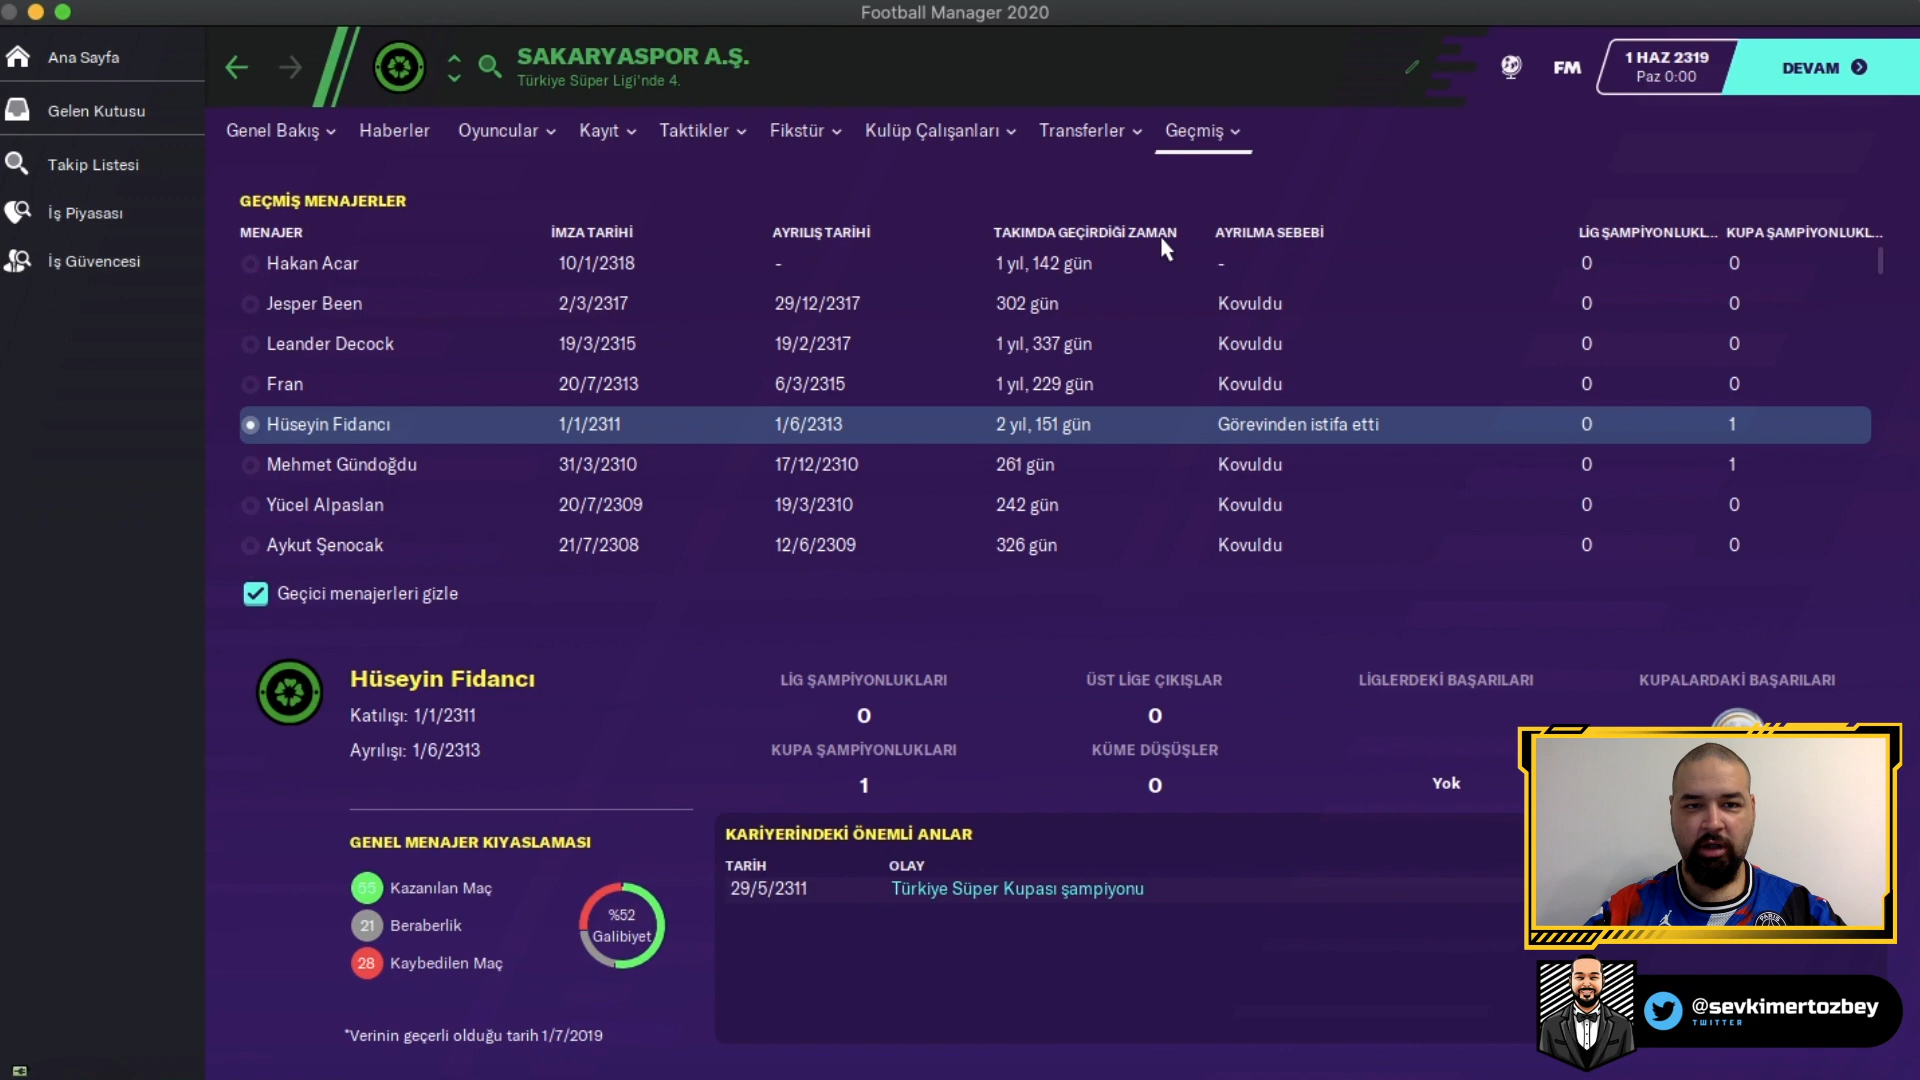 Football Manager 2020
Ana Sayfa
Gelen Kutusu
Takip Listesi
İş Piyasası
İş Güvencesi
SAKARYASPOR A.Ş.
Türkiye Süper Ligi'nde 4.
FM
1 HAZ 2319
Paz 0:00
DEVAM
Genel Bakış Haberler Oyuncular Kayıt Taktikler Fikstür Kulüp Çalışanları Transferler Geçmiş
GEÇMİŞ MENAJERLER
MENAJER İMZA TARİHİ AYRILIŞ TARİHİ TAKIMDA GEÇİRDİĞİ ZAMAN AYRILMA SEBEBİ LİG ŞAMPİYONLUKL... KUPA ŞAMPİYONLUKL...
Hakan Acar 10/1/2318 - 1 yıl, 142 gün - 0 0
Jesper Been 2/3/2317 29/12/2317 302 gün Kovuldu 0 0
Leander Decock 19/3/2315 19/2/2317 1 yıl, 337 gün Kovuldu 0 0
Fran 20/7/2313 6/3/2315 1 yıl, 229 gün Kovuldu 0 0
Hüseyin Fidancı 1/1/2311 1/6/2313 2 yıl, 151 gün Görevinden istifa etti 0 1
Mehmet Gündoğdu 31/3/2310 17/12/2310 261 gün Kovuldu 0 1
Yücel Alpaslan 20/7/2309 19/3/2310 242 gün Kovuldu 0 0
Aykut Şenocak 21/7/2308 12/6/2309 326 gün Kovuldu 0 0
Geçici menajerleri gizle
Hüseyin Fidancı
Katılışı: 1/1/2311
Ayrılışı: 1/6/2313
LİG ŞAMPİYONLUKLARI ÜST LİGE ÇIKIŞLAR LİGLERDEKİ BAŞARILARI KUPALARDAKİ BAŞARILARI
0 0
KUPA ŞAMPİYONLUKLARI KÜME DÜŞÜŞLER
1 0 Yok
GENEL MENAJER KIYASLAMASI
55 Kazanılan Maç
21 Beraberlik
28 Kaybedilen Maç
%52
Galibiyet
*Verinin geçerli olduğu tarih 1/7/2019
KARİYERİNDEKİ ÖNEMLİ ANLAR
TARİH OLAY
29/5/2311 Türkiye Süper Kupası şampiyonu
PARIS
@sevkimertozbey
TWITTER